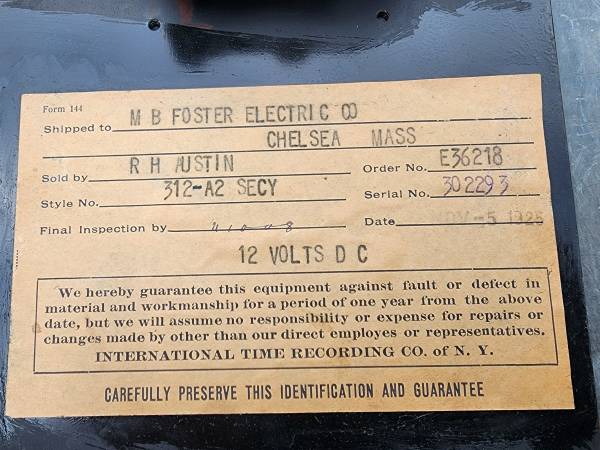 Form 144
Shipped to M B FOSTER ELECTRIC CO
CHELSEA MASS
Sold by R H AUSTIN Order No. E36218
Style No. 312-A2 SECY Serial No. 302293
Final Inspection by Date NOV -5 1925
12 VOLTS D C
We hereby guarantee this equipment against fault or defect in
material and workmanship for a period of one year from the above
date, but we will assume no responsibility or expense for repairs or
changes made by other than our direct employes or representatives.
INTERNATIONAL TIME RECORDING CO. of N. Y.
CAREFULLY PRESERVE THIS IDENTIFICATION AND GUARANTEE